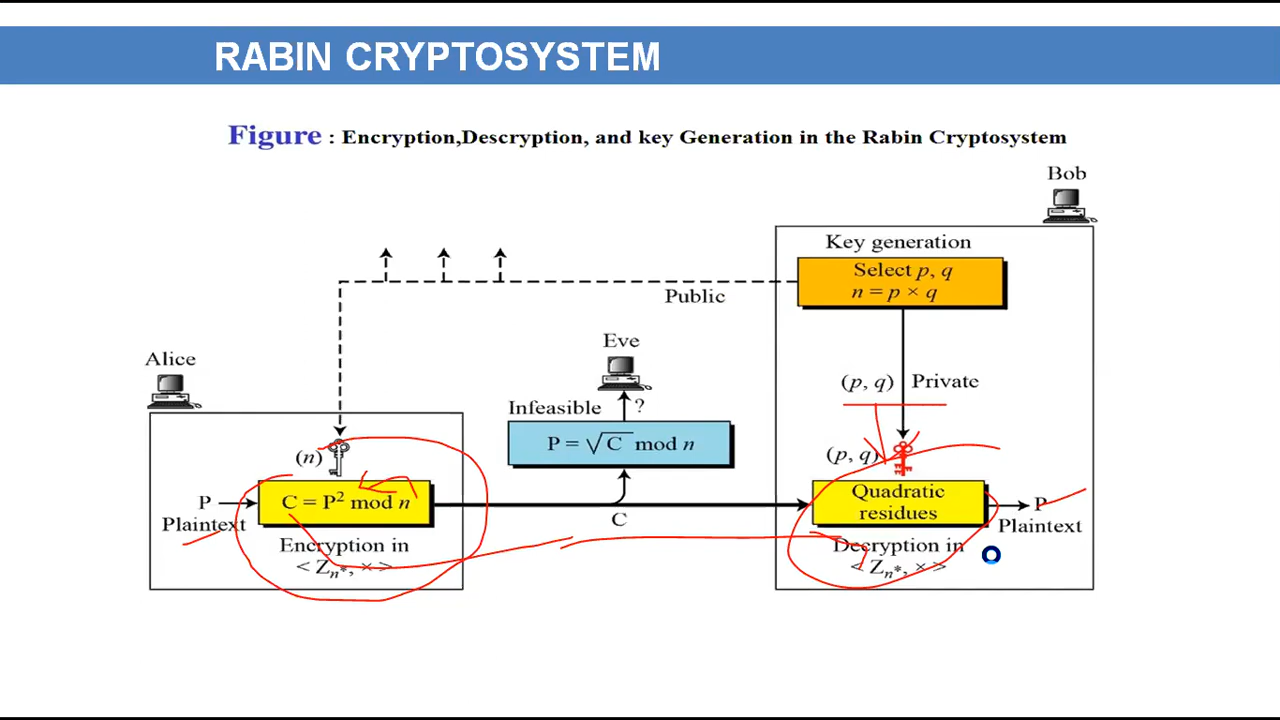 RABIN CRYPTOSYSTEM
Figure : Encryption,Descryption, and key Generation in the Rabin Cryptosystem
Bob
Key generation
Select p, q
n = p × q
Public
Eve
Alice
(p, q) Private
Infeasible
?
P = √C mod n
(n)
(p, q)
P
Plaintext
C = P² mod n
C
Quadratic
residues
P
Plaintext
Encryption in
< Zn*, × >
Decryption in
< Zn*, × >